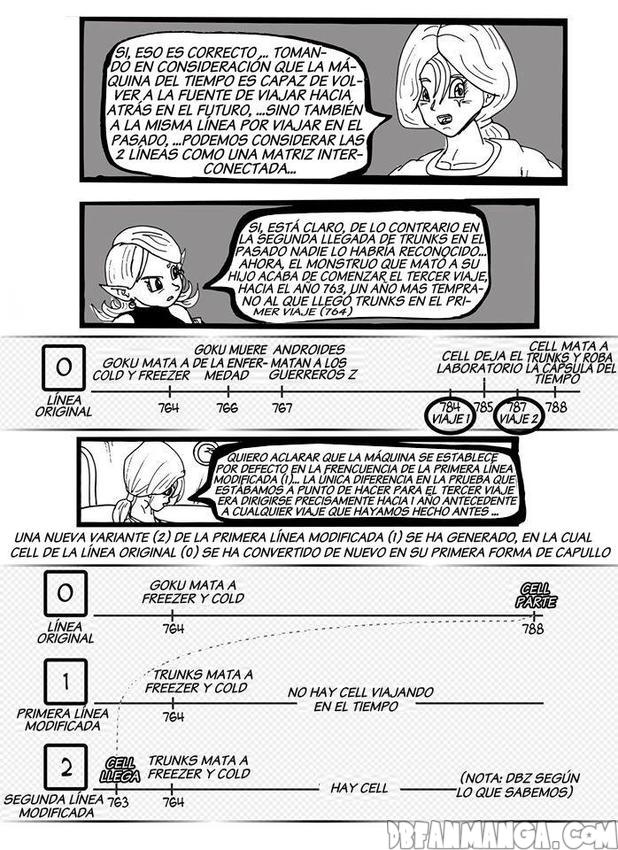 SI, ESO ES CORRECTO,... TOMAN-
DO EN CONSIDERACIÓN QUE LA MÁ-
QUINA DEL TIEMPO ES CAPAZ DE VOL-
VER A LA FUENTE DE VIAJAR HACIA
ATRÁS EN EL FUTURO, ...SINO TAMBIÉN
A LA MISMA LÍNEA POR VIAJAR EN EL
PASADO, ...PODEMOS CONSIDERAR LAS
2 LÍNEAS COMO UNA MATRIZ INTER-
CONECTADA...
SI, ESTÁ CLARO, DE LO CONTRARIO EN
LA SEGUNDA LLEGADA DE TRUNKS EN EL
PASADO NADIE LO HABRÍA RECONOCIDO...
AHORA, EL MONSTRUO QUE MATÓ A SU
HIJO ACABA DE COMENZAR EL TERCER VIAJE,
HACIA EL AÑO 763, UN AÑO MAS TEMPRA-
NO AL QUE LLEGÓ TRUNKS EN EL PRI-
MER VIAJE (764)
0
LÍNEA
ORIGINAL
GOKU MATA A
COLD Y FREEZER
764
GOKU MUERE
DE LA ENFER-
MEDAD
766
ANDROIDES
MATAN A LOS
GUERREROS Z
767
784
VIAJE 1
CELL DEJA EL
LABORATORIO
785
787
VIAJE 2
CELL MATA A
TRUNKS Y ROBA
LA CAPSULA DEL
TIEMPO
788
QUIERO ACLARAR QUE LA MÁQUINA SE ESTABLECE
POR DEFECTO EN LA FRENCUENCIA DE LA PRIMERA LÍNEA
MODIFICADA (1)... LA UNICA DIFERENCIA EN LA PRUEBA QUE
ESTÁBAMOS A PUNTO DE HACER PARA EL TERCER VIAJE
ERA DIRIGIRSE PRECISAMENTE HACIA 1 AÑO ANTECEDENTE
A CUALQUIER VIAJE QUE HAYAMOS HECHO ANTES ...
UNA NUEVA VARIANTE (2) DE LA PRIMERA LÍNEA MODIFICADA (1) SE HA GENERADO, EN LA CUAL
CELL DE LA LÍNEA ORIGINAL (0) SE HA CONVERTIDO DE NUEVO EN SU PRIMERA FORMA DE CAPULLO
0
LÍNEA
ORIGINAL
GOKU MATA A
FREEZER Y COLD
764
CELL
PARTE
788
1
PRIMERA LÍNEA
MODIFICADA
TRUNKS MATA A
FREEZER Y COLD
764
NO HAY CELL VIAJANDO
EN EL TIEMPO
2
SEGUNDA LÍNEA
MODIFICADA
CELL
LLEGA
763
TRUNKS MATA A
FREEZER Y COLD
764
HAY CELL
(NOTA: DBZ SEGÚN
LO QUE SABEMOS)
DBFANMANGA.COM